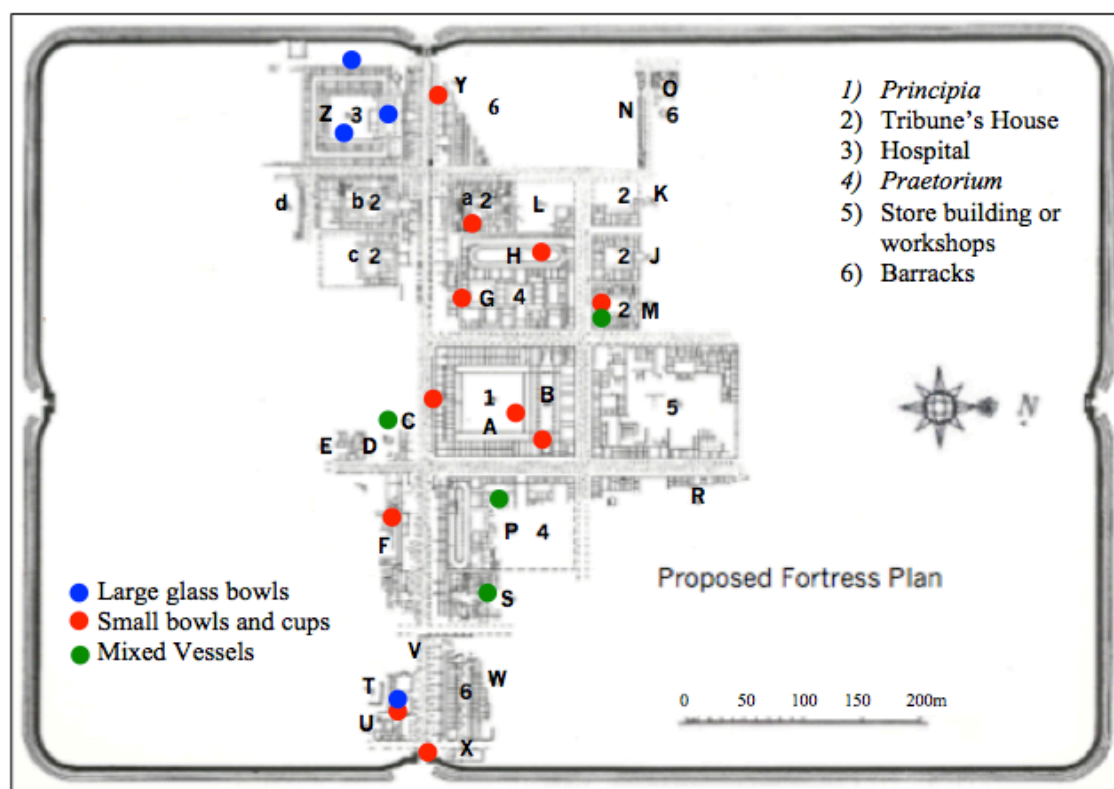 Y
O
1) Principia
6
N
6
2) Tribune's House
Z 3
3) Hospital
d
b 2
a 2
L
2
K
4) Praetorium
5) Store building or
workshops
c 2
H
2
J
6) Barracks
G 4
2
M
1
B
5
N
C
A
E
D
R
F
P 4
Proposed Fortress Plan
Large glass bowls
S
Small bowls and cups
Mixed Vessels
V
T
6
W
0 50 100 150 200m
U
X